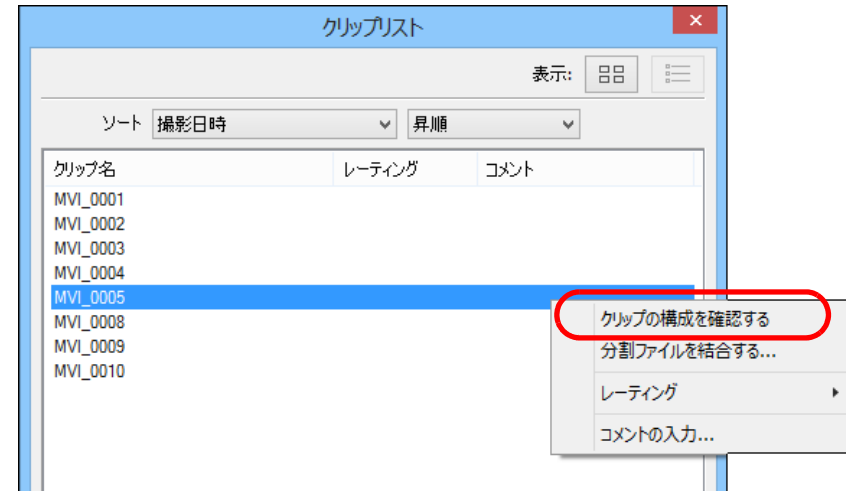 クリップリスト
表示:
ソート 撮影日時 昇順
クリップ名 レーティング コメント
MVI_0001
MVI_0002
MVI_0003
MVI_0004
MVI_0005
MVI_0008
MVI_0009
MVI_0010
クリップの構成を確認する
分割ファイルを結合する...
レーティング
コメントの入力...